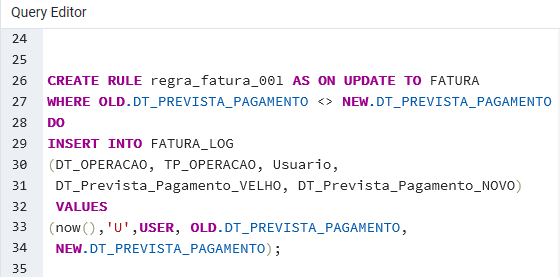 Query Editor
24
25
26 CREATE RULE regra_fatura_001 AS ON UPDATE TO FATURA
27 WHERE OLD.DT_PREVISTA_PAGAMENTO <> NEW.DT_PREVISTA_PAGAMENTO
28 DO
29 INSERT INTO FATURA_LOG
30 (DT_OPERACAO, TP_OPERACAO, Usuario,
31 DT_Prevista_Pagamento_VELHO, DT_Prevista_Pagamento_NOVO)
32 VALUES
33 (now(),'U',USER, OLD.DT_PREVISTA_PAGAMENTO,
34 NEW.DT_PREVISTA_PAGAMENTO);
35